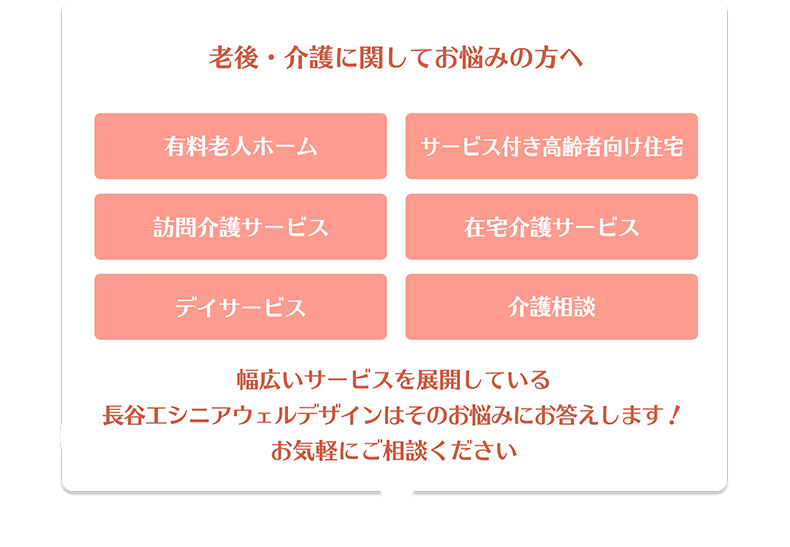 老後・介護に関してお悩みの方へ
有料老人ホーム
サービス付き高齢者向け住宅
訪問介護サービス
在宅介護サービス
デイサービス
介護相談
幅広いサービスを展開している
長谷工シニアウェルデザインはそのお悩みにお答えします！
お気軽にご相談ください